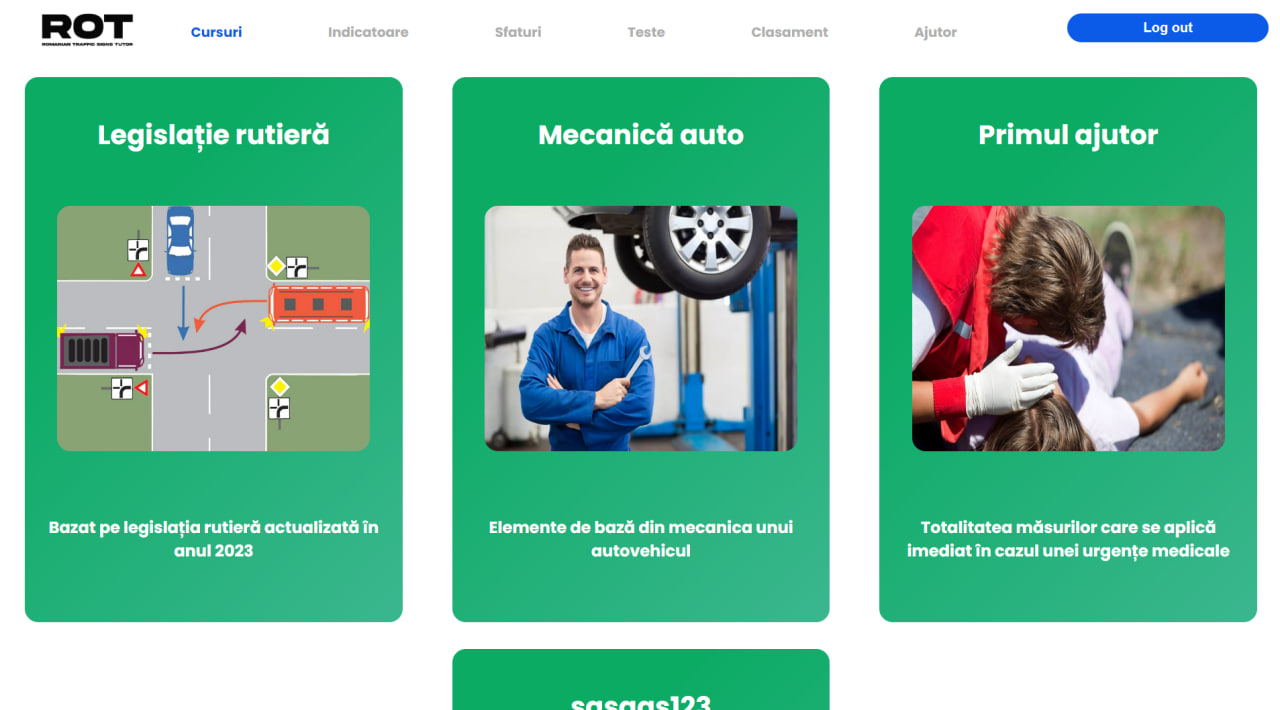 ROT
ROMANIAN TRAFFIC SIGNS TUTOR
Cursuri
Indicatoare
Sfaturi
Teste
Clasament
Ajutor
Log out
Legislație rutieră
Bazat pe legislația rutieră actualizată în
anul 2023
Mecanică auto
Elemente de bază din mecanica unui
autovehicul
Primul ajutor
Totalitatea măsurilor care se aplică
imediat în cazul unei urgențe medicale